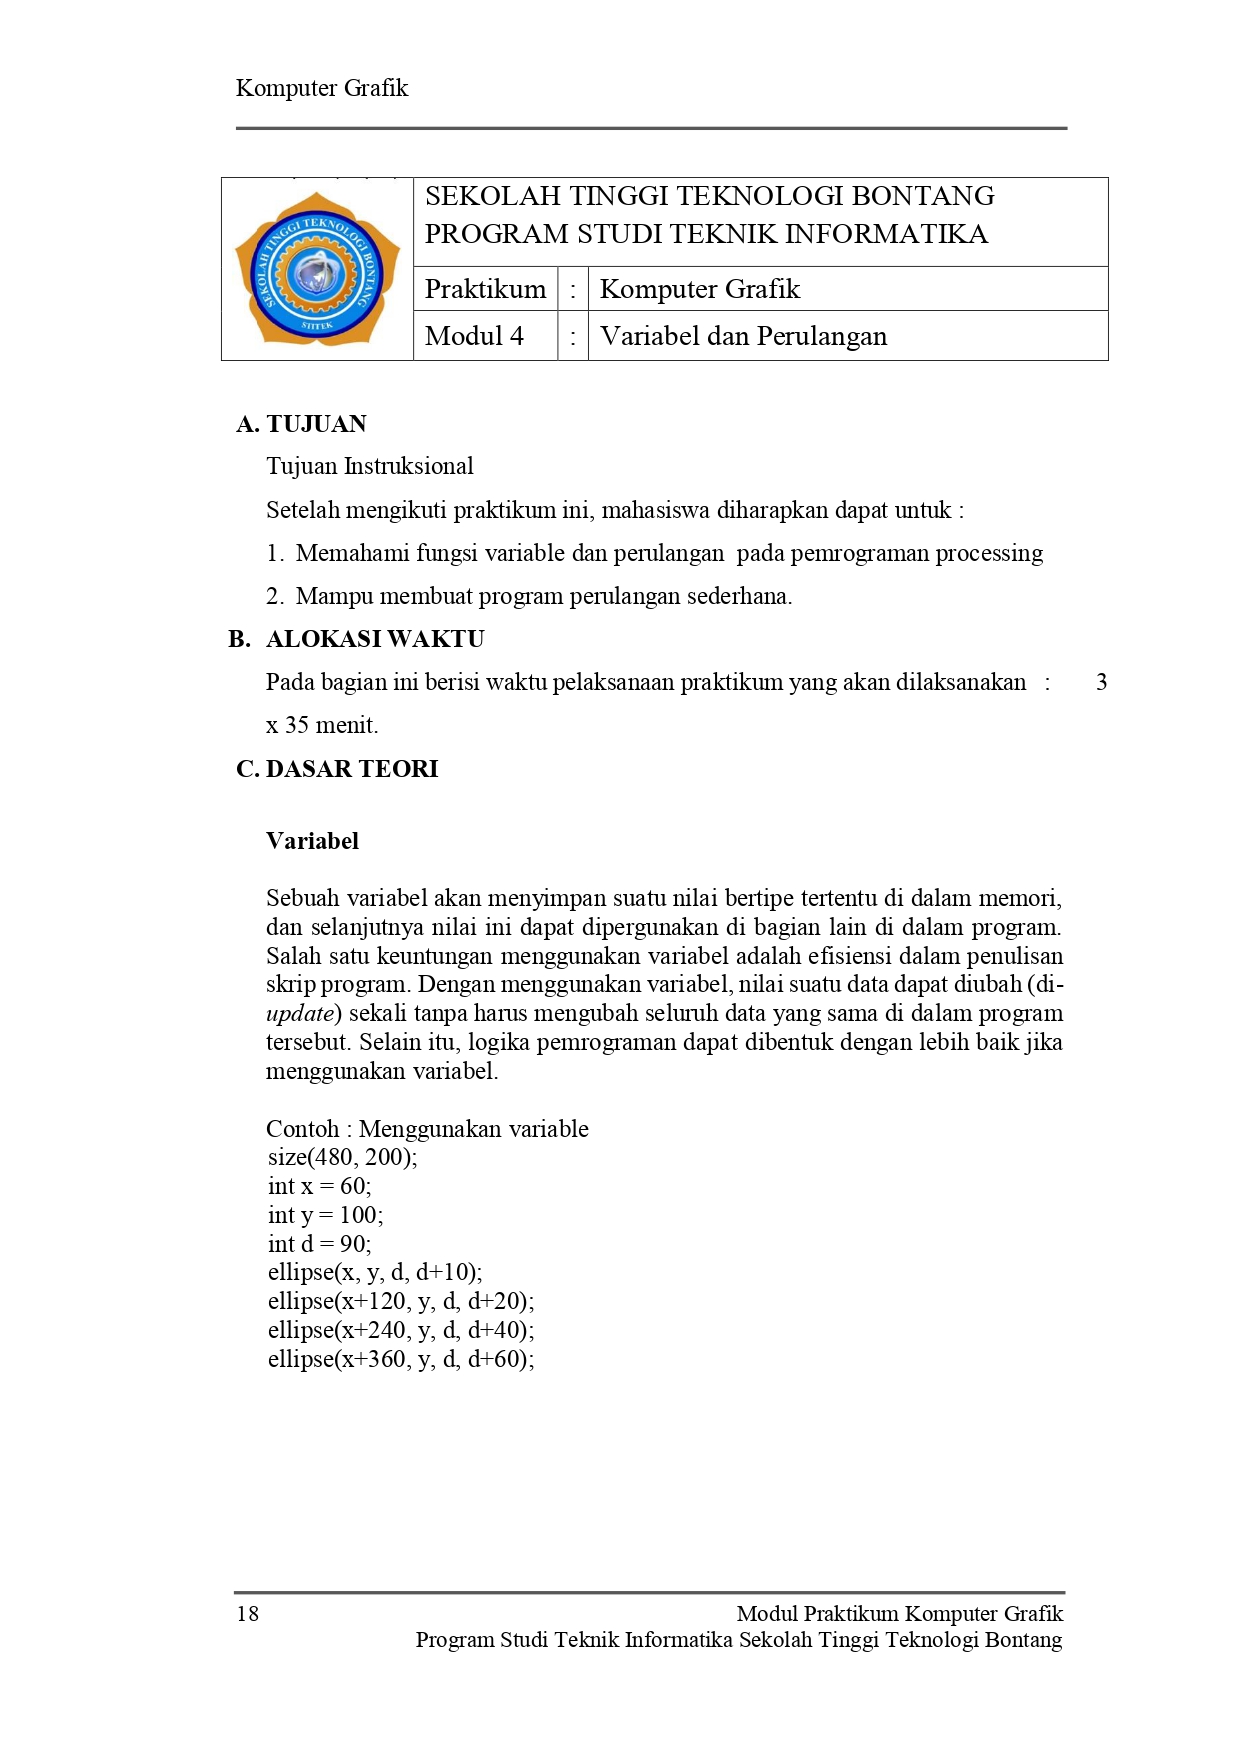 Komputer Grafik
SEKOLAH TINGGI TEKNOLOGI BONTANG
STITEK
SEKOLAH TINGGI TEKNOLOGI BONTANG
PROGRAM STUDI TEKNIK INFORMATIKA
Praktikum : Komputer Grafik
Modul 4 : Variabel dan Perulangan
A. TUJUAN
Tujuan Instruksional
Setelah mengikuti praktikum ini, mahasiswa diharapkan dapat untuk :
1. Memahami fungsi variable dan perulangan pada pemrograman processing
2. Mampu membuat program perulangan sederhana.
B. ALOKASI WAKTU
Pada bagian ini berisi waktu pelaksanaan praktikum yang akan dilaksanakan : 3
x 35 menit.
C. DASAR TEORI
Variabel
Sebuah variabel akan menyimpan suatu nilai bertipe tertentu di dalam memori,
dan selanjutnya nilai ini dapat dipergunakan di bagian lain di dalam program.
Salah satu keuntungan menggunakan variabel adalah efisiensi dalam penulisan
skrip program. Dengan menggunakan variabel, nilai suatu data dapat diubah (di-
update) sekali tanpa harus mengubah seluruh data yang sama di dalam program
tersebut. Selain itu, logika pemrograman dapat dibentuk dengan lebih baik jika
menggunakan variabel.
Contoh : Menggunakan variable
size(480, 200);
int x = 60;
int y = 100;
int d = 90;
ellipse(x, y, d, d+10);
ellipse(x+120, y, d, d+20);
ellipse(x+240, y, d, d+40);
ellipse(x+360, y, d, d+60);
18 Modul Praktikum Komputer Grafik
Program Studi Teknik Informatika Sekolah Tinggi Teknologi Bontang